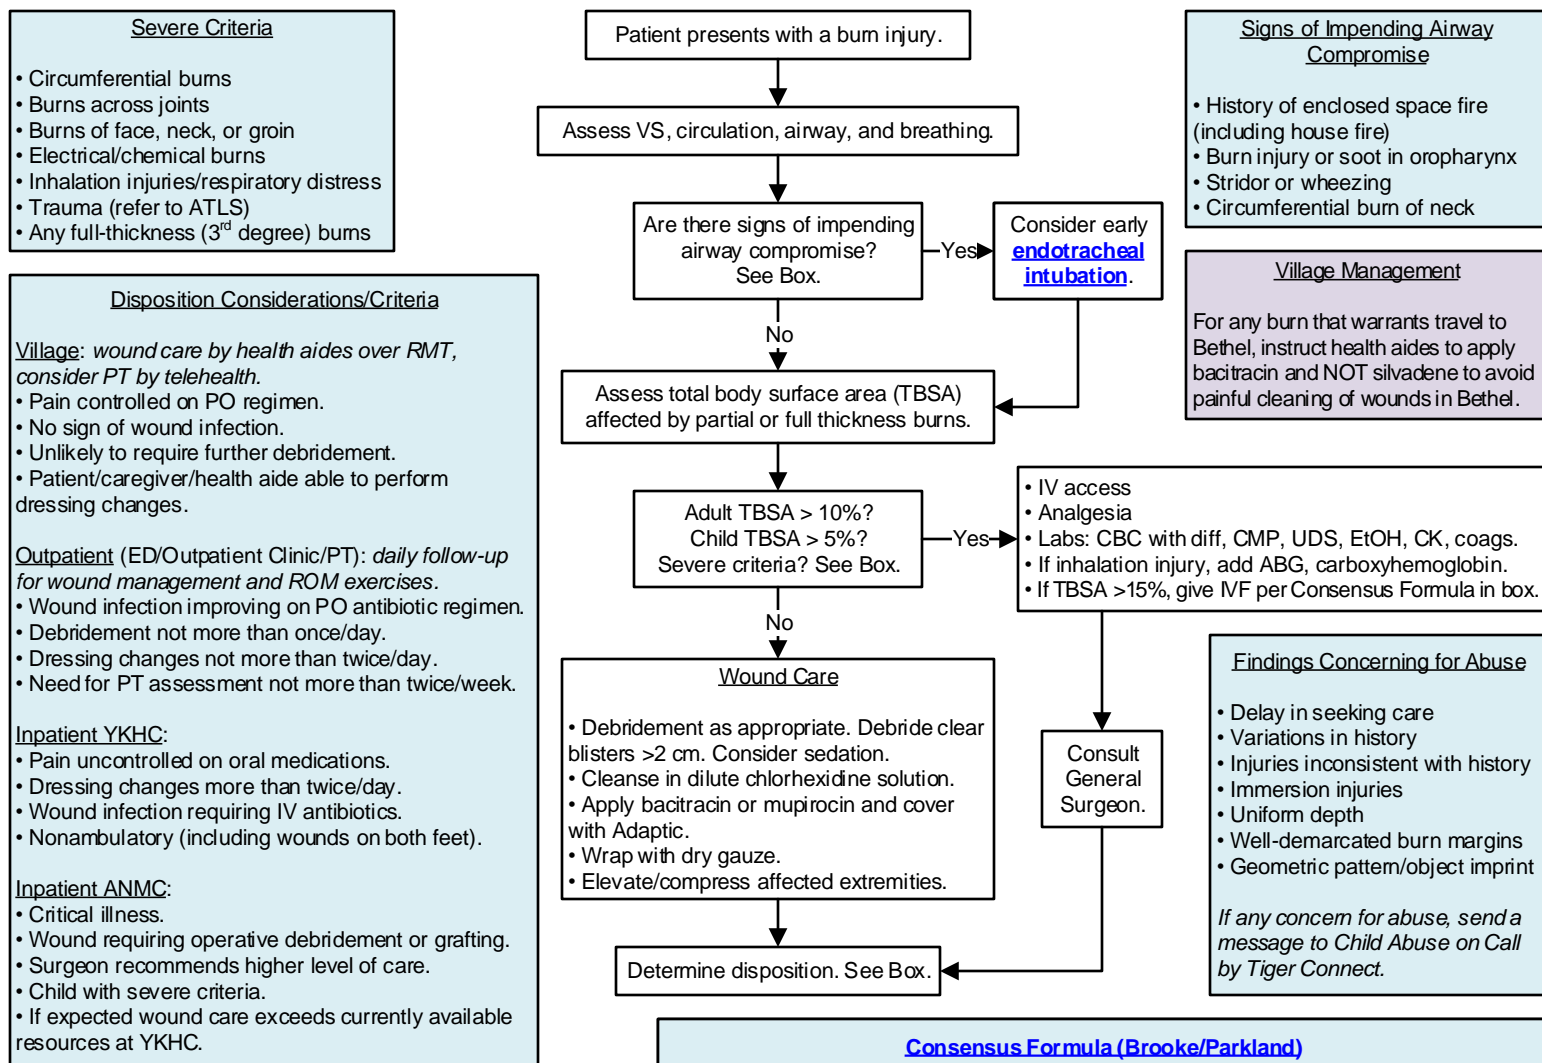 Severe Criteria
• Circumferential burns
• Burns across joints
• Burns of face, neck, or groin
• Electrical/chemical burns
• Inhalation injuries/respiratory distress
• Trauma (refer to ATLS)
• Any full-thickness (3rd degree) burns
Disposition Considerations/Criteria
Village: wound care by health aides over RMT,
consider PT by telehealth.
• Pain controlled on PO regimen.
• No sign of wound infection.
• Unlikely to require further debridement.
• Patient/caregiver/health aide able to perform
dressing changes.
Outpatient (ED/Outpatient Clinic/PT): daily follow-up
for wound management and ROM exercises.
• Wound infection improving on PO antibiotic regimen.
• Debridement not more than once/day.
• Dressing changes not more than twice/day.
• Need for PT assessment not more than twice/week.
Inpatient YKHC:
• Pain uncontrolled on oral medications.
• Dressing changes more than twice/day.
• Wound infection requiring IV antibiotics.
• Nonambulatory (including wounds on both feet).
Inpatient ANMC:
• Critical illness.
• Wound requiring operative debridement or grafting.
• Surgeon recommends higher level of care.
• Child with severe criteria.
• If expected wound care exceeds currently available
resources at YKHC.
Patient presents with a burn injury.
Assess VS, circulation, airway, and breathing.
Are there signs of impending
airway compromise?
See Box.
Yes
Consider early
endotracheal
intubation.
No
Assess total body surface area (TBSA)
affected by partial or full thickness burns.
Adult TBSA > 10%?
Child TBSA > 5%?
Severe criteria? See Box.
Yes
• IV access
• Analgesia
• Labs: CBC with diff, CMP, UDS, EtOH, CK, coags.
• If inhalation injury, add ABG, carboxyhemoglobin.
• If TBSA >15%, give IVF per Consensus Formula in box.
No
Wound Care
• Debridement as appropriate. Debride clear
blisters >2 cm. Consider sedation.
• Cleanse in dilute chlorhexidine solution.
• Apply bacitracin or mupirocin and cover
with Adaptic.
• Wrap with dry gauze.
• Elevate/compress affected extremities.
Consult
General
Surgeon.
Determine disposition. See Box.
Signs of Impending Airway
Compromise
• History of enclosed space fire
(including house fire)
• Burn injury or soot in oropharynx
• Stridor or wheezing
• Circumferential burn of neck
Village Management
For any burn that warrants travel to
Bethel, instruct health aides to apply
bacitracin and NOT silvadene to avoid
painful cleaning of wounds in Bethel.
Findings Concerning for Abuse
• Delay in seeking care
• Variations in history
• Injuries inconsistent with history
• Immersion injuries
• Uniform depth
• Well-demarcated burn margins
• Geometric pattern/object imprint
If any concern for abuse, send a
message to Child Abuse on Call
by Tiger Connect.
Consensus Formula (Brooke/Parkland)